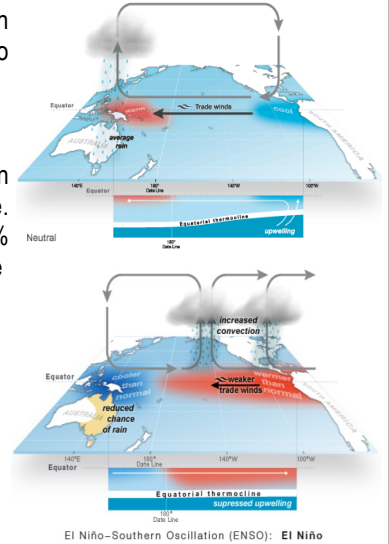 n
o
Equator
warm
Trade winds
cool
AUSTRALIA
average
rain
SOUTH AMERICA
n
e.
%
e
140°E
180°
Date Line
140°W
100°W
Equator
Equatorial thermocline
upwelling
180°
Date Line
Neutral
increased
convection
Equator
cooler
than
normal
weaker
trade winds
warmer
than
normal
AUSTRALIA
reduced
chance
of rain
SOUTH AMERICA
140°E
180°
Date Line
140°W
100°W
Equator
Equatorial thermocline
supressed upwelling
180°
Date Line
El Niño–Southern Oscillation (ENSO): El Niño